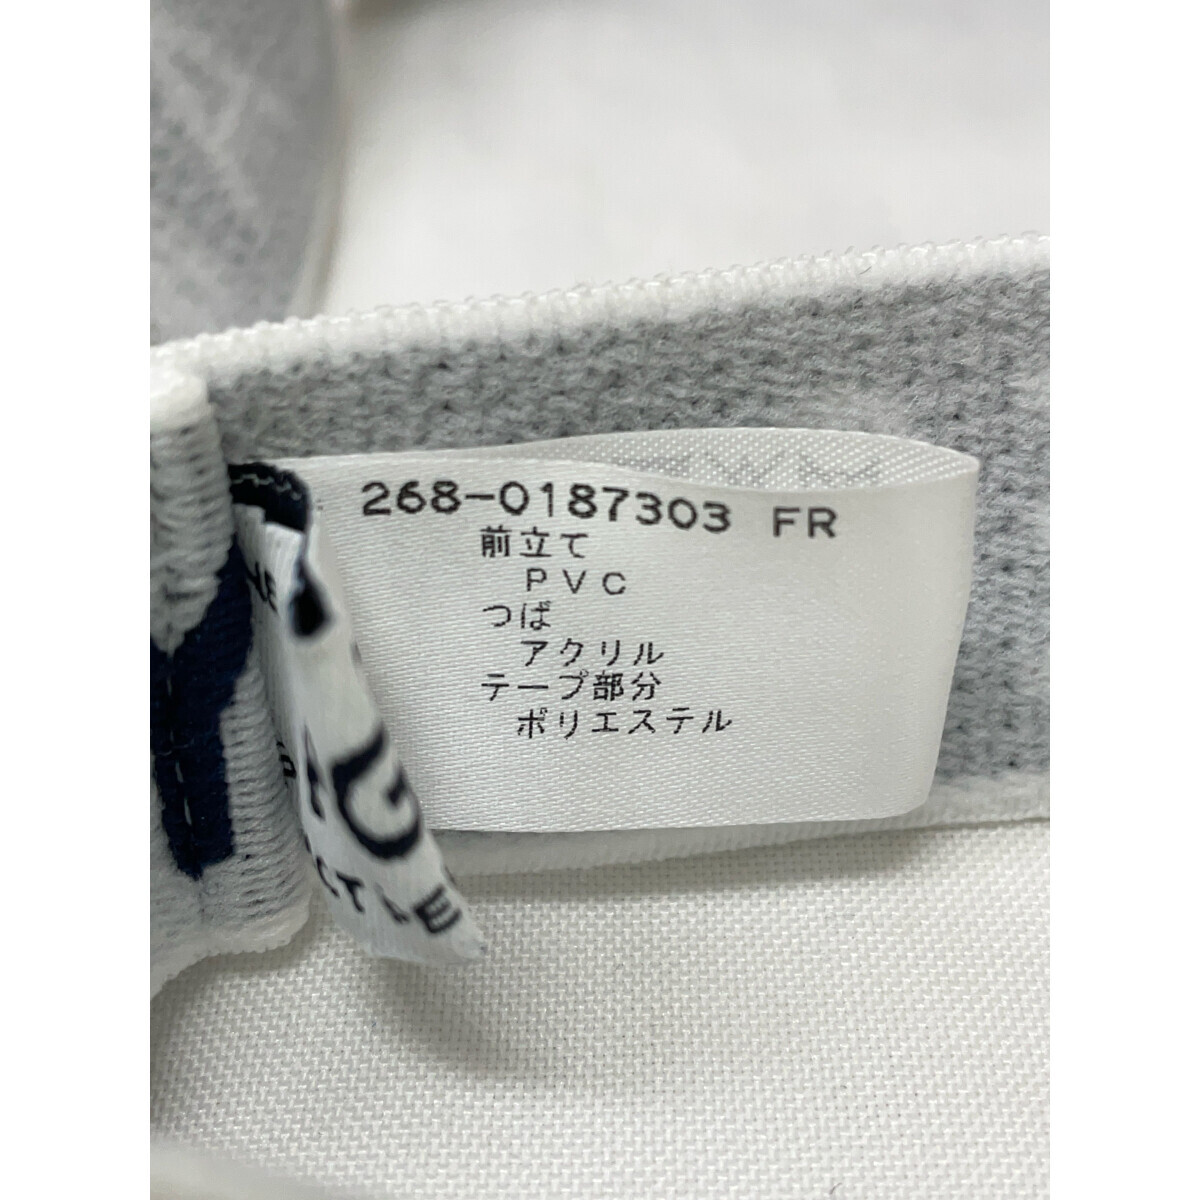 268-0187303 FR
前立て
PVC
つば
アクリル
テープ部分
ポリエステル